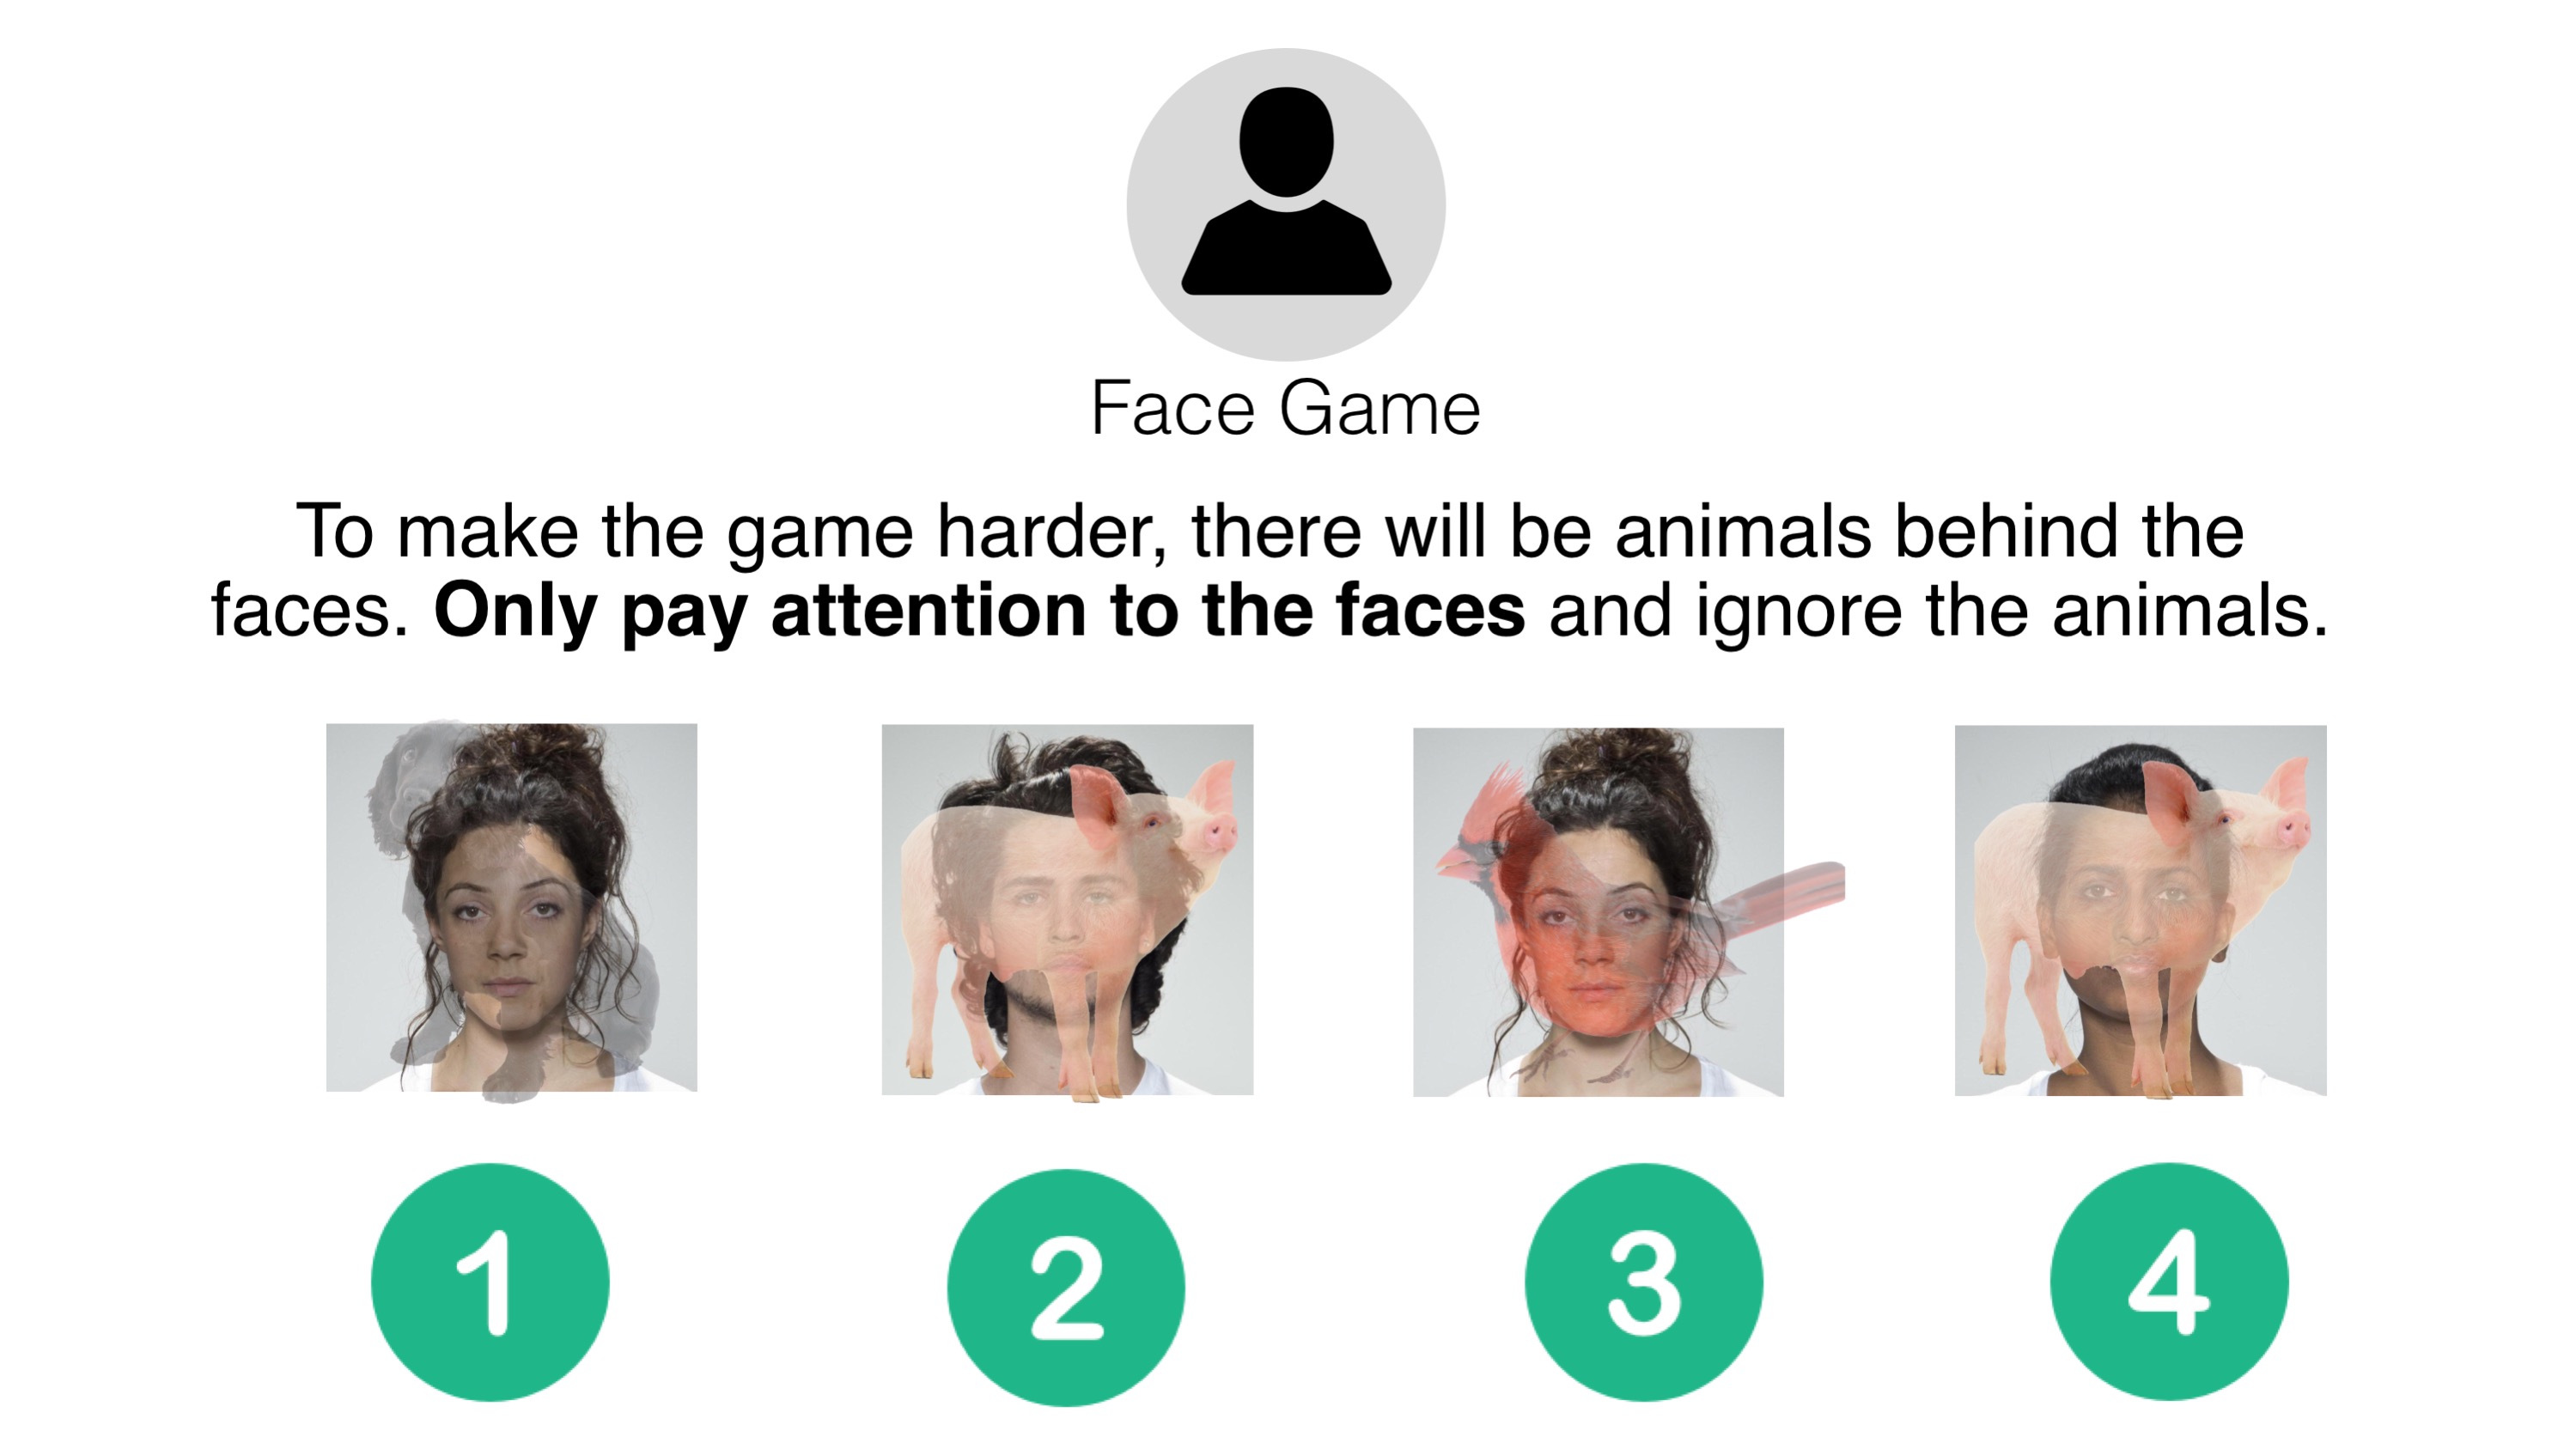 Face Game
To make the game harder, there will be animals behind the
faces. Only pay attention to the faces and ignore the animals.
1 2 3 4